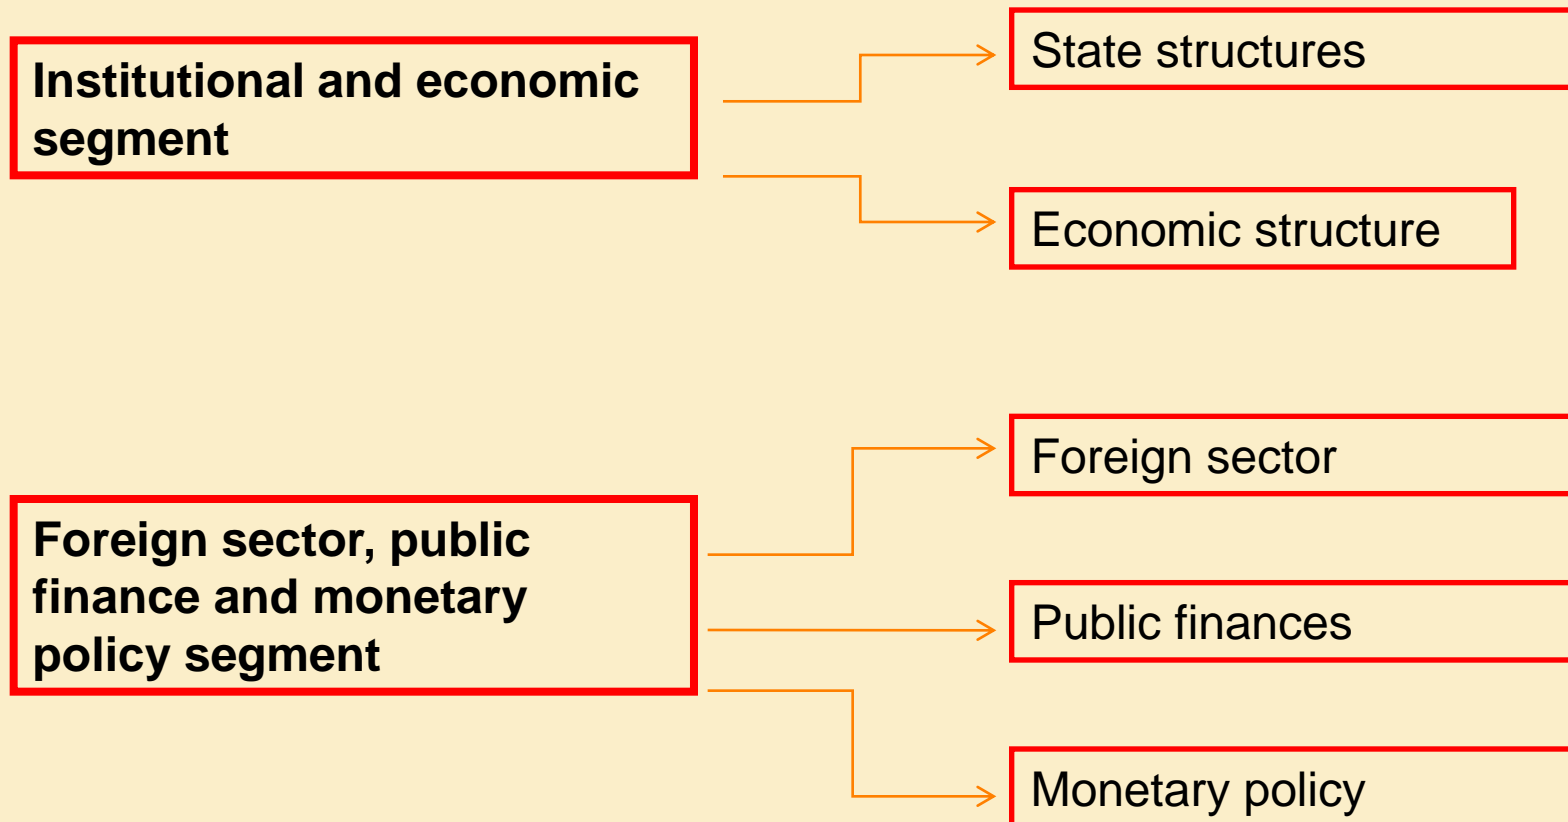 Institutional and economic
segment
State structures
Economic structure
Foreign sector, public
finance and monetary
policy segment
Foreign sector
Public finances
Monetary policy